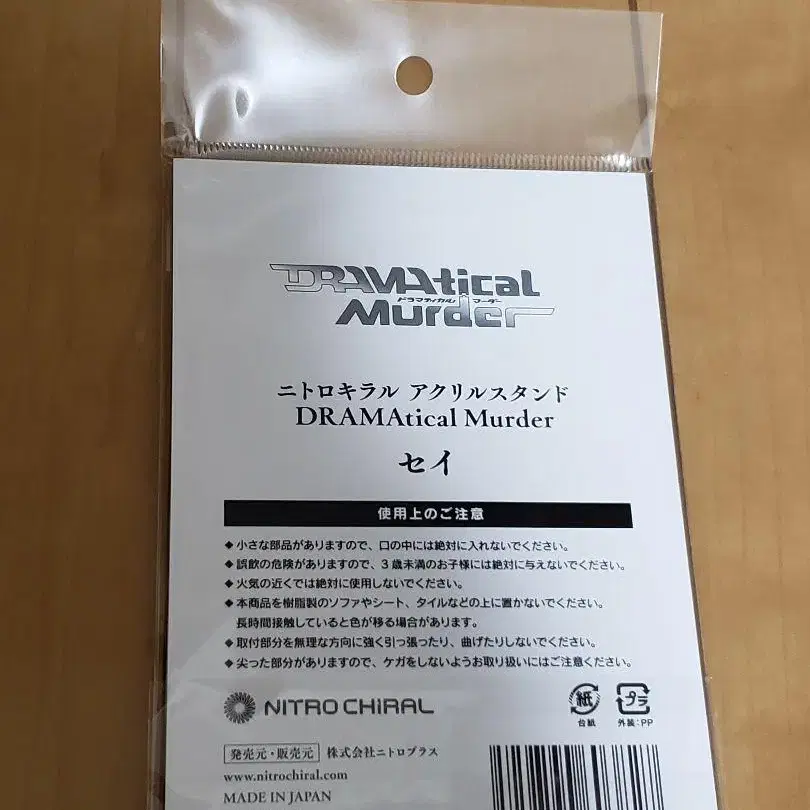 DRAMAtical
ドラマティカル マーダー
Murder
ニトロキラル アクリルスタンド
DRAMAtical Murder
セイ
使用上のご注意
◆小さな部品がありますので、口の中には絶対に入れないでください。
◆誤飲の危険がありますので、3歳未満のお子様には絶対に与えないでください。
◆火気の近くでは絶対に使用しないでください。
◆本商品を樹脂製のソファやシート、タイルなどの上に置かないでください。
長時間接触していると色が移る場合があります。
◆取付部分を無理な方向に強く引っ張ったり、曲げたりしないでください。
◆尖った部分がありますので、ケガをしないようお取り扱いにはご注意ください。
NITRO CHiRAL
紙 プラ
台紙 外装:PP
発売元・販売元 株式会社ニトロプラス
www.nitrochiral.com
MADE IN JAPAN